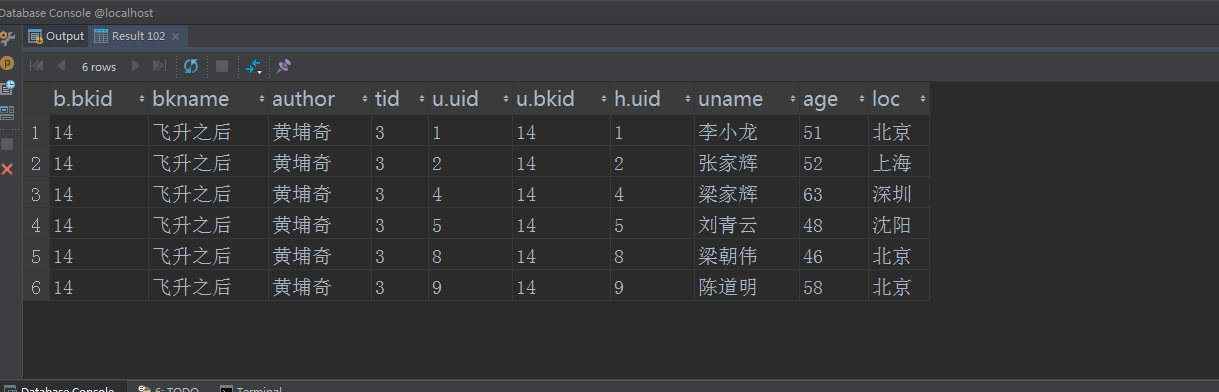 Database Console @localhost
Output Result 102
6 rows
b.bkid bkname author tid u.uid u.bkid h.uid uname age loc
1 14 飞升之后 黄埔奇 3 1 14 1 李小龙 51 北京
2 14 飞升之后 黄埔奇 3 2 14 2 张家辉 52 上海
3 14 飞升之后 黄埔奇 3 4 14 4 梁家辉 63 深圳
4 14 飞升之后 黄埔奇 3 5 14 5 刘青云 48 沈阳
5 14 飞升之后 黄埔奇 3 8 14 8 梁朝伟 46 北京
6 14 飞升之后 黄埔奇 3 9 14 9 陈道明 58 北京
Database Console 6: TODO Terminal